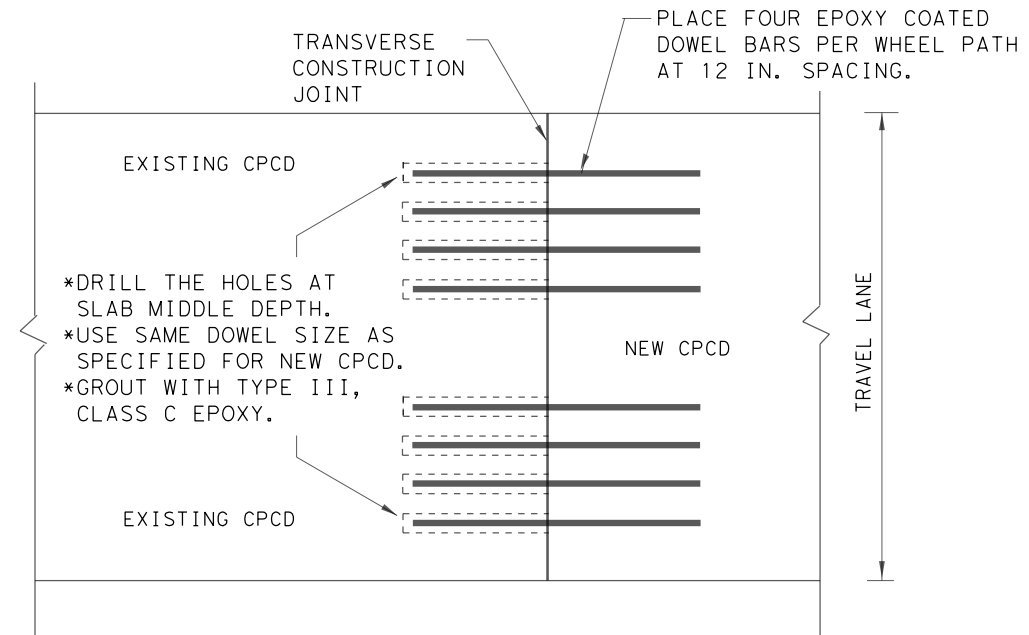 PLACE FOUR EPOXY COATED
DOWEL BARS PER WHEEL PATH
AT 12 IN. SPACING.
TRANSVERSE
CONSTRUCTION
JOINT
EXISTING CPCD
*DRILL THE HOLES AT
SLAB MIDDLE DEPTH.
*USE SAME DOWEL SIZE AS
SPECIFIED FOR NEW CPCD.
*GROUT WITH TYPE III,
CLASS C EPOXY.
NEW CPCD
TRAVEL LANE
EXISTING CPCD